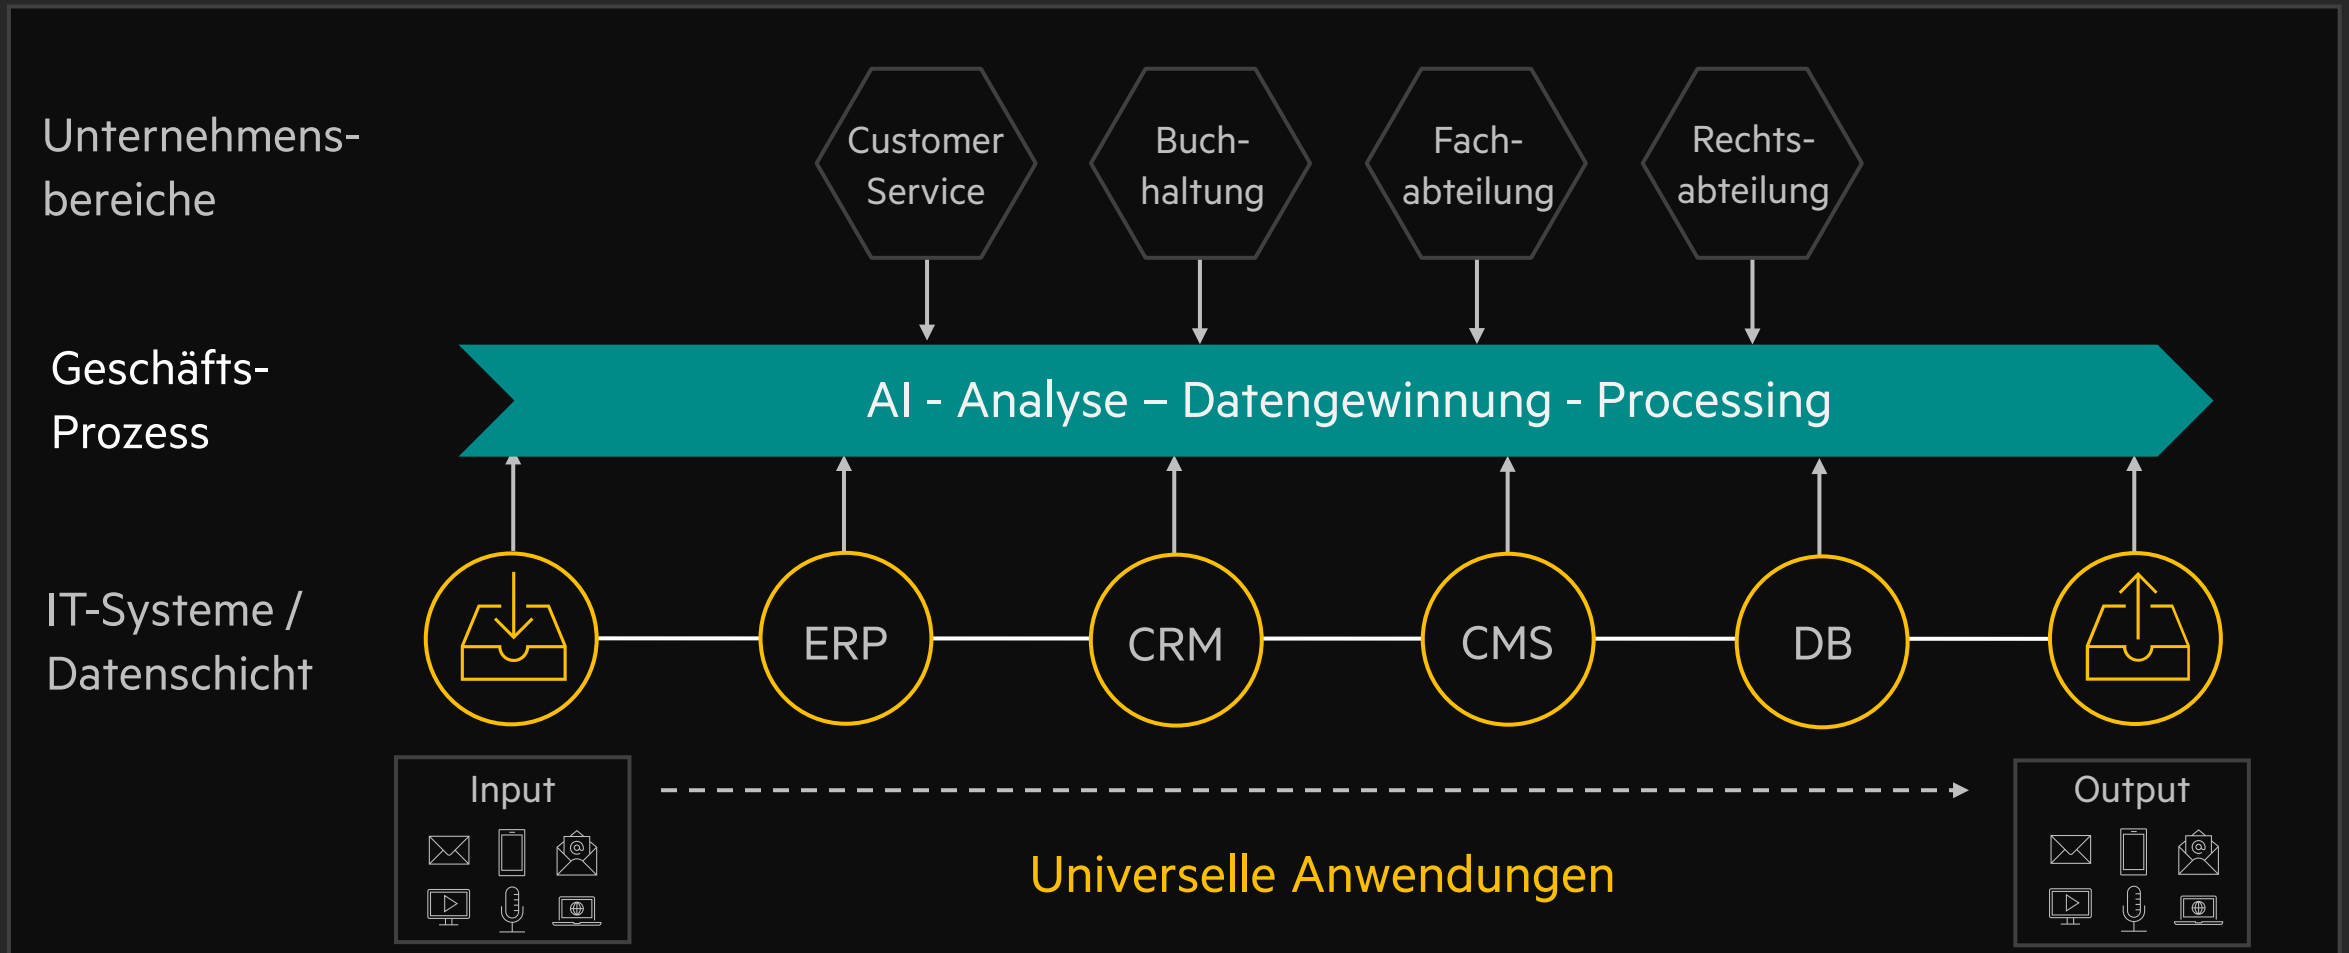 Unternehmens-
bereiche
Customer
Service
Buch-
haltung
Fach-
abteilung
Rechts-
abteilung
Geschäfts-
Prozess
AI - Analyse – Datengewinnung - Processing
IT-Systeme /
Datenschicht
ERP
CRM
CMS
DB
Input
Output
Universelle Anwendungen